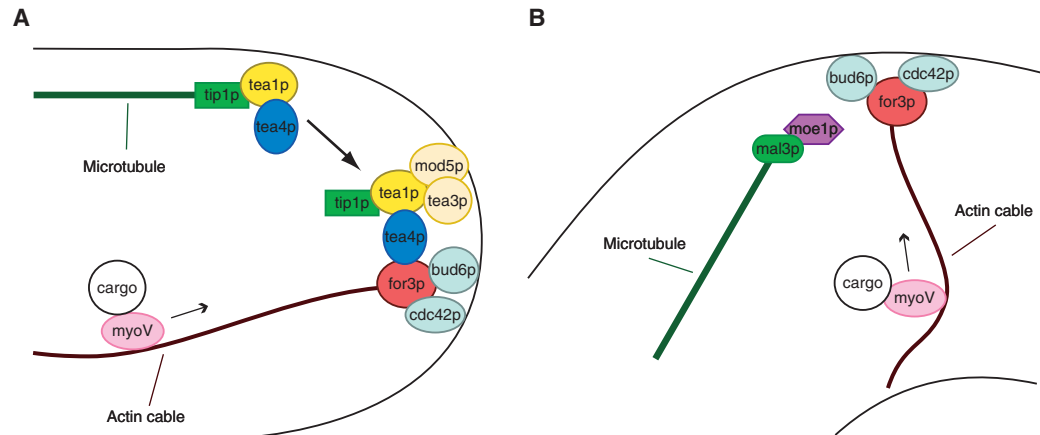 A
tip1p
tea1p
tea4p
Microtubule
mod5p
tip1p
tea1p
tea3p
tea4p
bud6p
for3p
cdc42p
cargo
myoV
Actin cable
B
bud6p
cdc42p
for3p
moe1p
mal3p
Microtubule
Actin cable
cargo
myoV